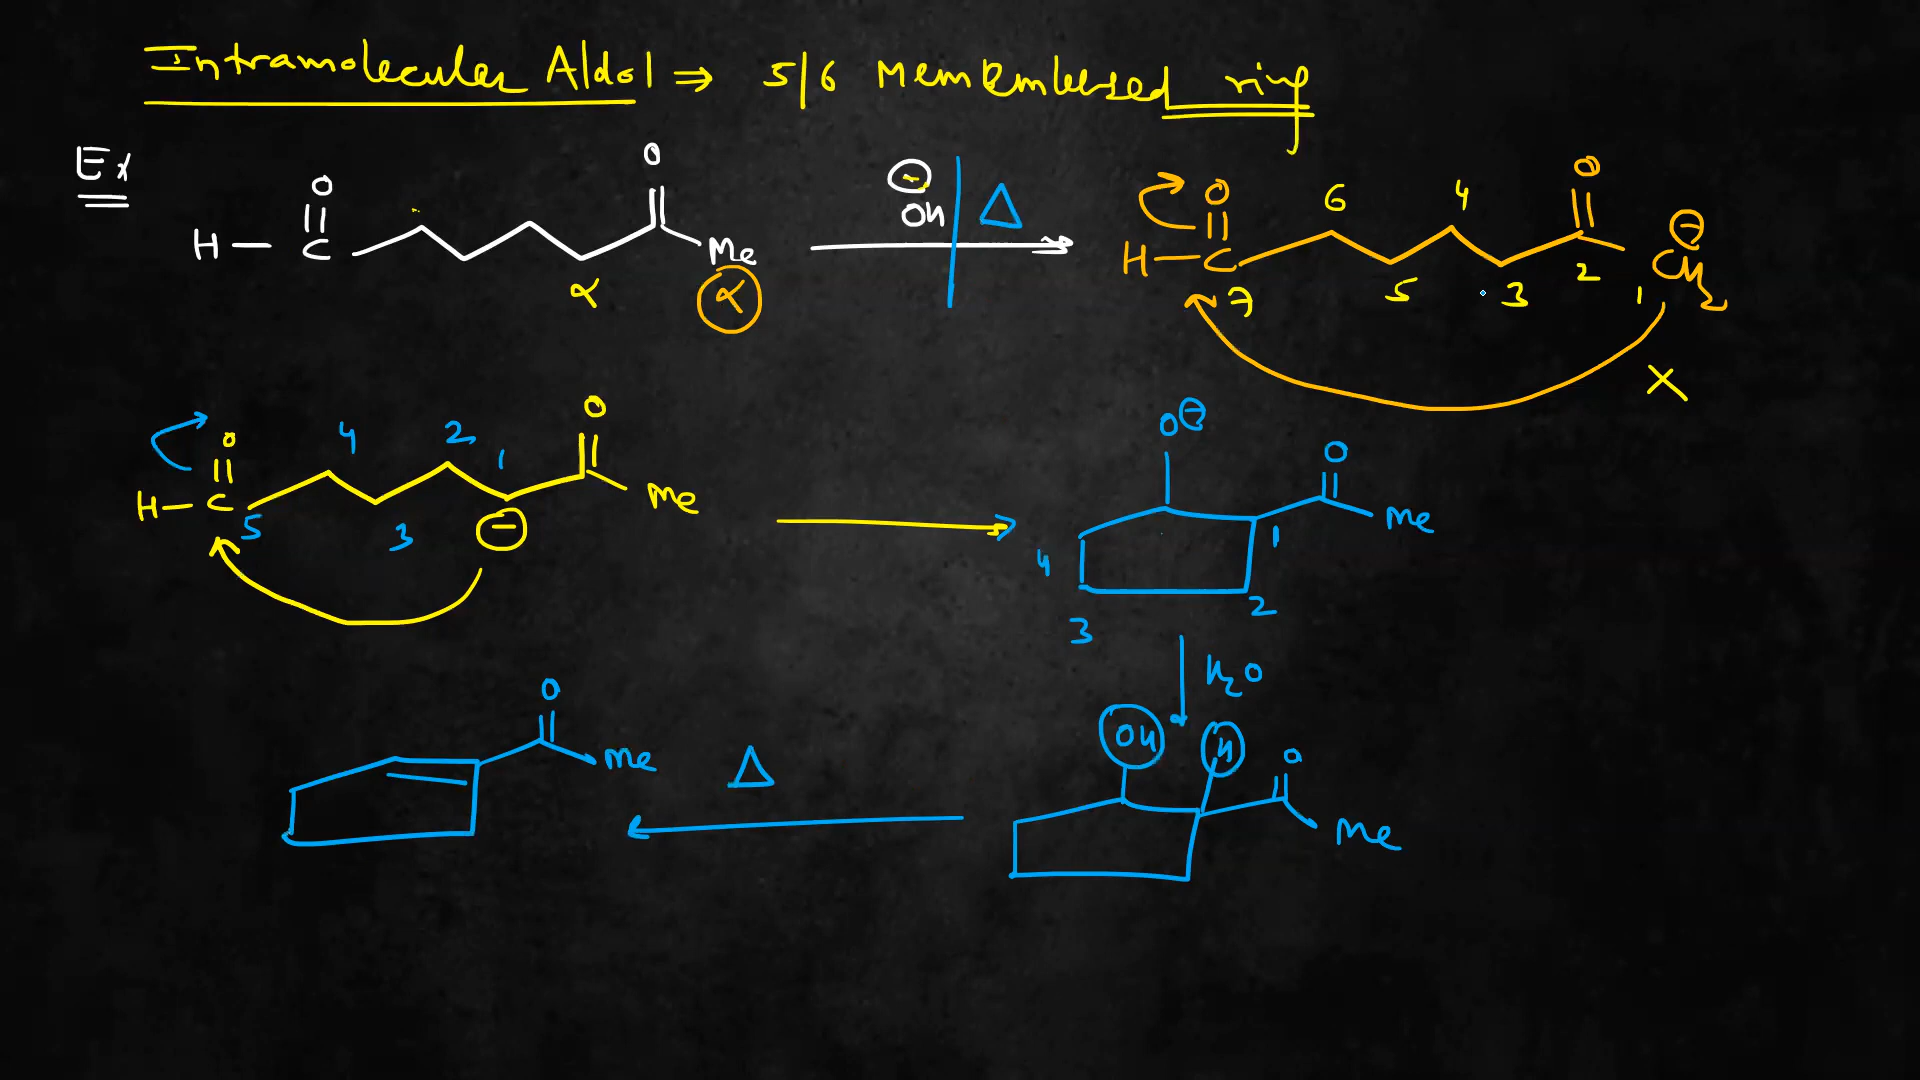 Intramolecular Aldol ⇒ 5/6 MemEmbered ring
Ex
O O ⊖ OH Δ
H — C Me
α α
O 6 4 O ⊖
H — C 7 5 3 2 1 CH2
X
O 4 2 1 O
H — C 5 3 ⊖ Me
O⊖ O
Me
4 3 2 1
H2O
OH H O
Me
Δ
O
Me